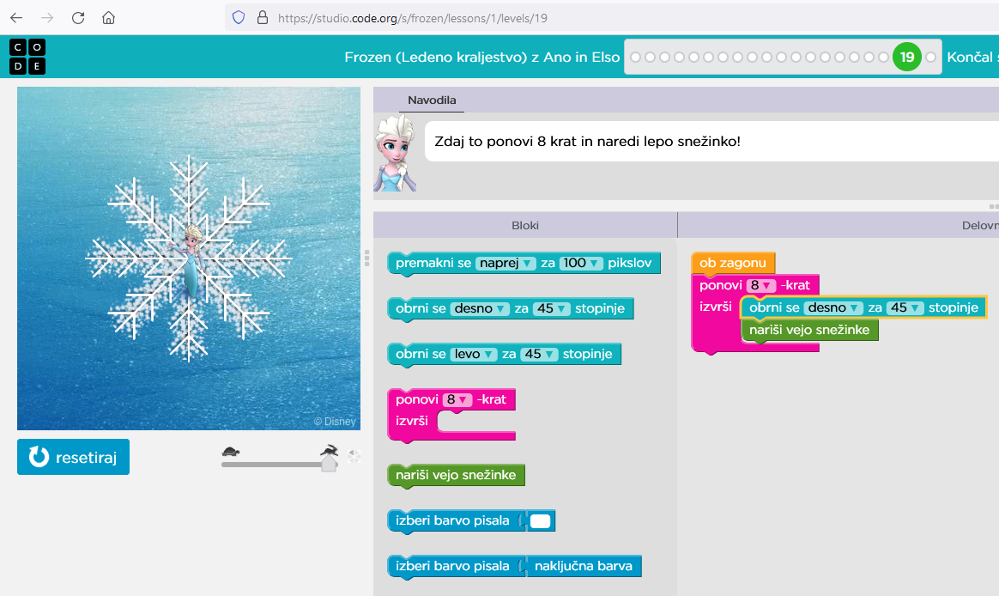 https://studio.code.org/s/frozen/lessons/1/levels/19
CODE
Frozen (Ledeno kraljestvo) z Ano in Elso
19
Končal
Navodila
Zdaj to ponovi 8 krat in naredi lepo snežinko!
© Disney
resetiraj
Bloki
premakni se naprej ▼ za 100 ▼ pikslov
obrni se desno ▼ za 45 ▼ stopinje
obrni se levo ▼ za 45 ▼ stopinje
ponovi 8 ▼ -krat
izvrši
nariši vejo snežinke
izberi barvo pisala
izberi barvo pisala naključna barva
ob zagonu
ponovi 8 ▼ -krat
izvrši obrni se desno ▼ za 45 ▼ stopinje
nariši vejo snežinke